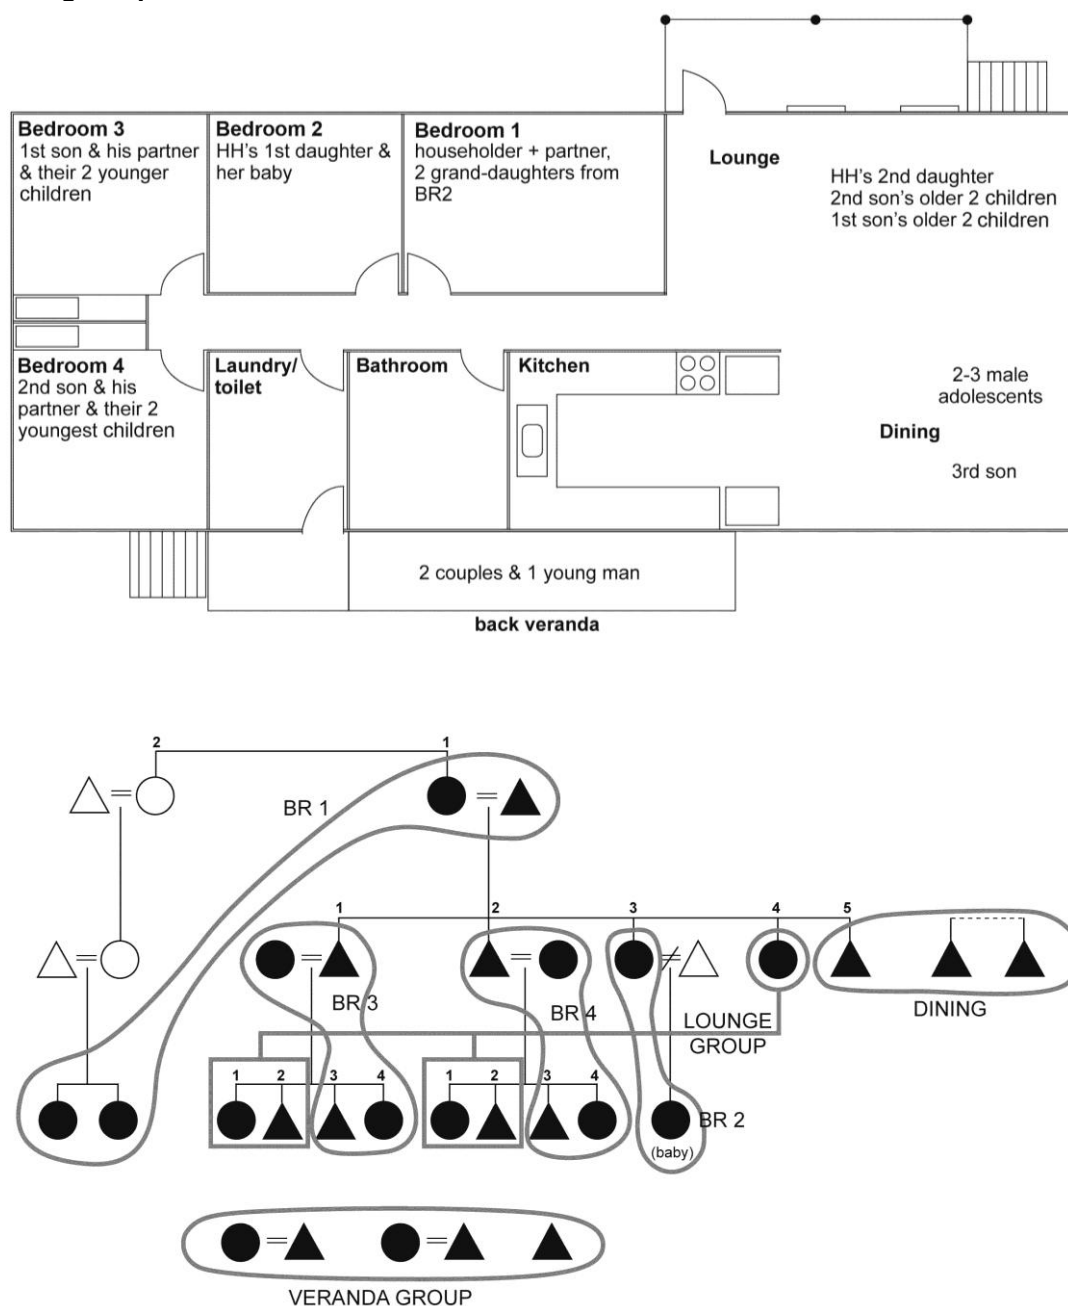 Bedroom 3
1st son & his partner
& their 2 younger
children
Bedroom 2
HH's 1st daughter &
her baby
Bedroom 1
householder + partner,
2 grand-daughters from
BR2
Lounge
HH's 2nd daughter
2nd son's older 2 children
1st son's older 2 children
Bedroom 4
2nd son & his
partner & their 2
youngest children
Laundry/
toilet
Bathroom
Kitchen
2-3 male
adolescents
Dining
3rd son
2 couples & 1 young man
back veranda
2
1
BR 1
1
2
3
4
5
BR 3
BR 4
LOUNGE
GROUP
DINING
1
2
3
4
1
2
3
4
BR 2
(baby)
VERANDA GROUP